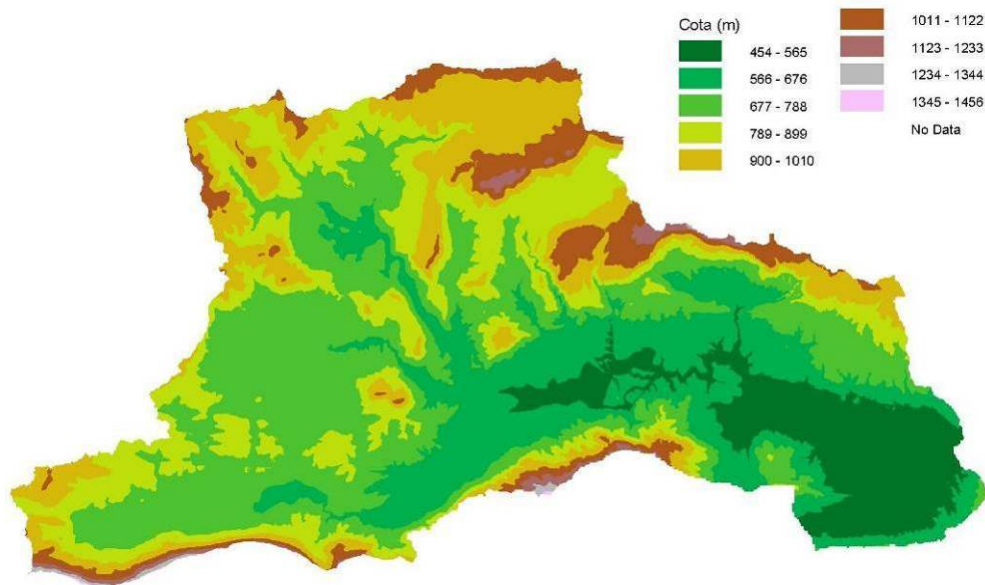 Cota (m)
454 - 565
566 - 676
677 - 788
789 - 899
900 - 1010
1011 - 1122
1123 - 1233
1234 - 1344
1345 - 1456
No Data